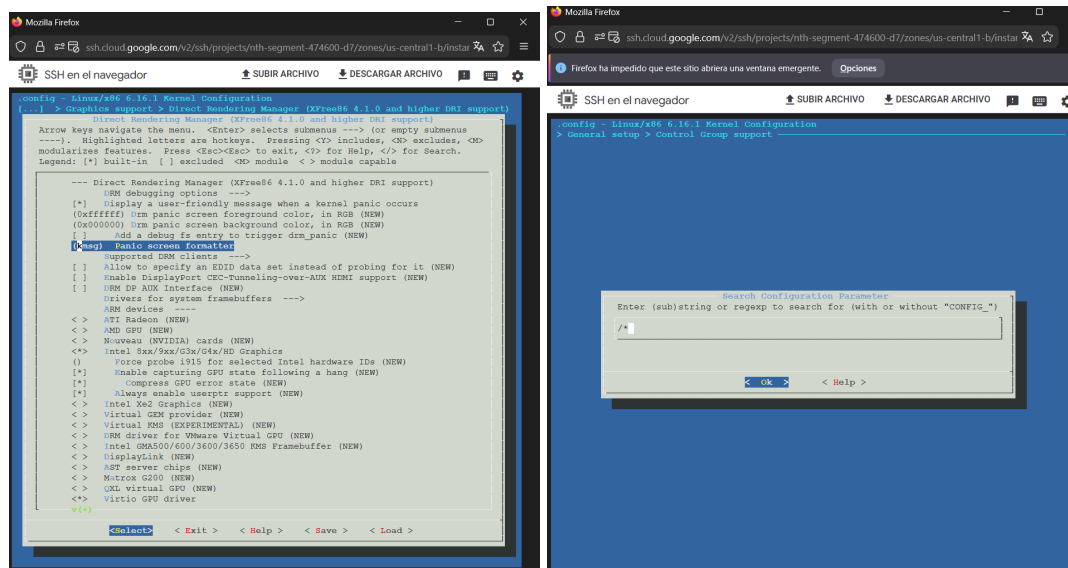 Mozilla Firefox
ssh.cloud.google.com/v2/ssh/projects/nth-segment-474600-d7/zones/us-central1-b/instar
SSH en el navegador
SUBIR ARCHIVO
DESCARGAR ARCHIVO
.config - Linux/x86 6.16.1 Kernel Configuration
[...] > Graphics support > Direct Rendering Manager (XFree86 4.1.0 and higher DRI support)
Direct Rendering Manager (XFree86 4.1.0 and higher DRI support)
Arrow keys navigate the menu. <Enter> selects submenus ---> (or empty submenus
----). Highlighted letters are hotkeys. Pressing <Y> includes, <N> excludes, <M>
modularizes features. Press <Esc><Esc> to exit, <?> for Help, </> for Search.
Legend: [*] built-in [ ] excluded <M> module < > module capable
--- Direct Rendering Manager (XFree86 4.1.0 and higher DRI support)
DRM debugging options --->
[*] Display a user-friendly message when a kernel panic occurs
(0xffffff) Drm panic screen foreground color, in RGB (NEW)
(0x000000) Drm panic screen background color, in RGB (NEW)
[ ] Add a debug fs entry to trigger drm_panic (NEW)
(kmsg) Panic screen formatter
Supported DRM clients --->
[ ] Allow to specify an EDID data set instead of probing for it (NEW)
[ ] Enable DisplayPort CEC-Tunneling-over-AUX HDMI support (NEW)
[ ] DRM DP AUX Interface (NEW)
Drivers for system framebuffers --->
ARM devices ----
< > ATI Radeon (NEW)
< > AMD GPU (NEW)
< > Nouveau (NVIDIA) cards (NEW)
<*> Intel 8xx/9xx/G3x/G4x/HD Graphics
() Force probe i915 for selected Intel hardware IDs (NEW)
[*] Enable capturing GPU state following a hang (NEW)
[*] Compress GPU error state (NEW)
[*] Always enable userptr support (NEW)
< > Intel Xe2 Graphics (NEW)
< > Virtual GEM provider (NEW)
< > Virtual KMS (EXPERIMENTAL) (NEW)
< > DRM driver for VMware Virtual GPU (NEW)
< > Intel GMA500/600/3600/3650 KMS Framebuffer (NEW)
< > DisplayLink (NEW)
< > AST server chips (NEW)
< > Matrox G200 (NEW)
< > QXL virtual GPU (NEW)
<*> Virtio GPU driver
v(+)
<Select> < Exit > < Help > < Save > < Load >
Mozilla Firefox
ssh.cloud.google.com/v2/ssh/projects/nth-segment-474600-d7/zones/us-central1-b/instar
Firefox ha impedido que este sitio abriera una ventana emergente.
Opciones
SSH en el navegador
SUBIR ARCHIVO
DESCARGAR ARCHIVO
.config - Linux/x86 6.16.1 Kernel Configuration
> General setup > Control Group support
Search Configuration Parameter
Enter (sub)string or regexp to search for (with or without "CONFIG_")
/*
< Ok > < Help >